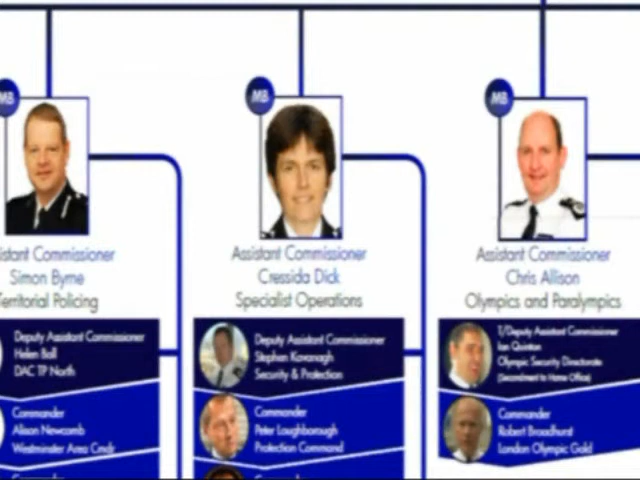 MB
MB
MB
istant Commissioner
Simon Byrne
erritorial Policing
Assistant Commissioner
Cressida Dick
Specialist Operations
Assistant Commissioner
Chris Allison
Olympics and Paralympics
Deputy Assistant Commissioner
Helen Ball
DAC TP North
Commander
Alison Newcomb
Westminster Area Cmdr
Deputy Assistant Commissioner
Stephen Kavanagh
Security & Protection
Commander
Peter Loughborough
Protection Command
T/Deputy Assistant Commissioner
Ian Quinton
Olympic Security Directorate
(Secondment to Home Office)
Commander
Robert Broadhurst
London Olympic Gold